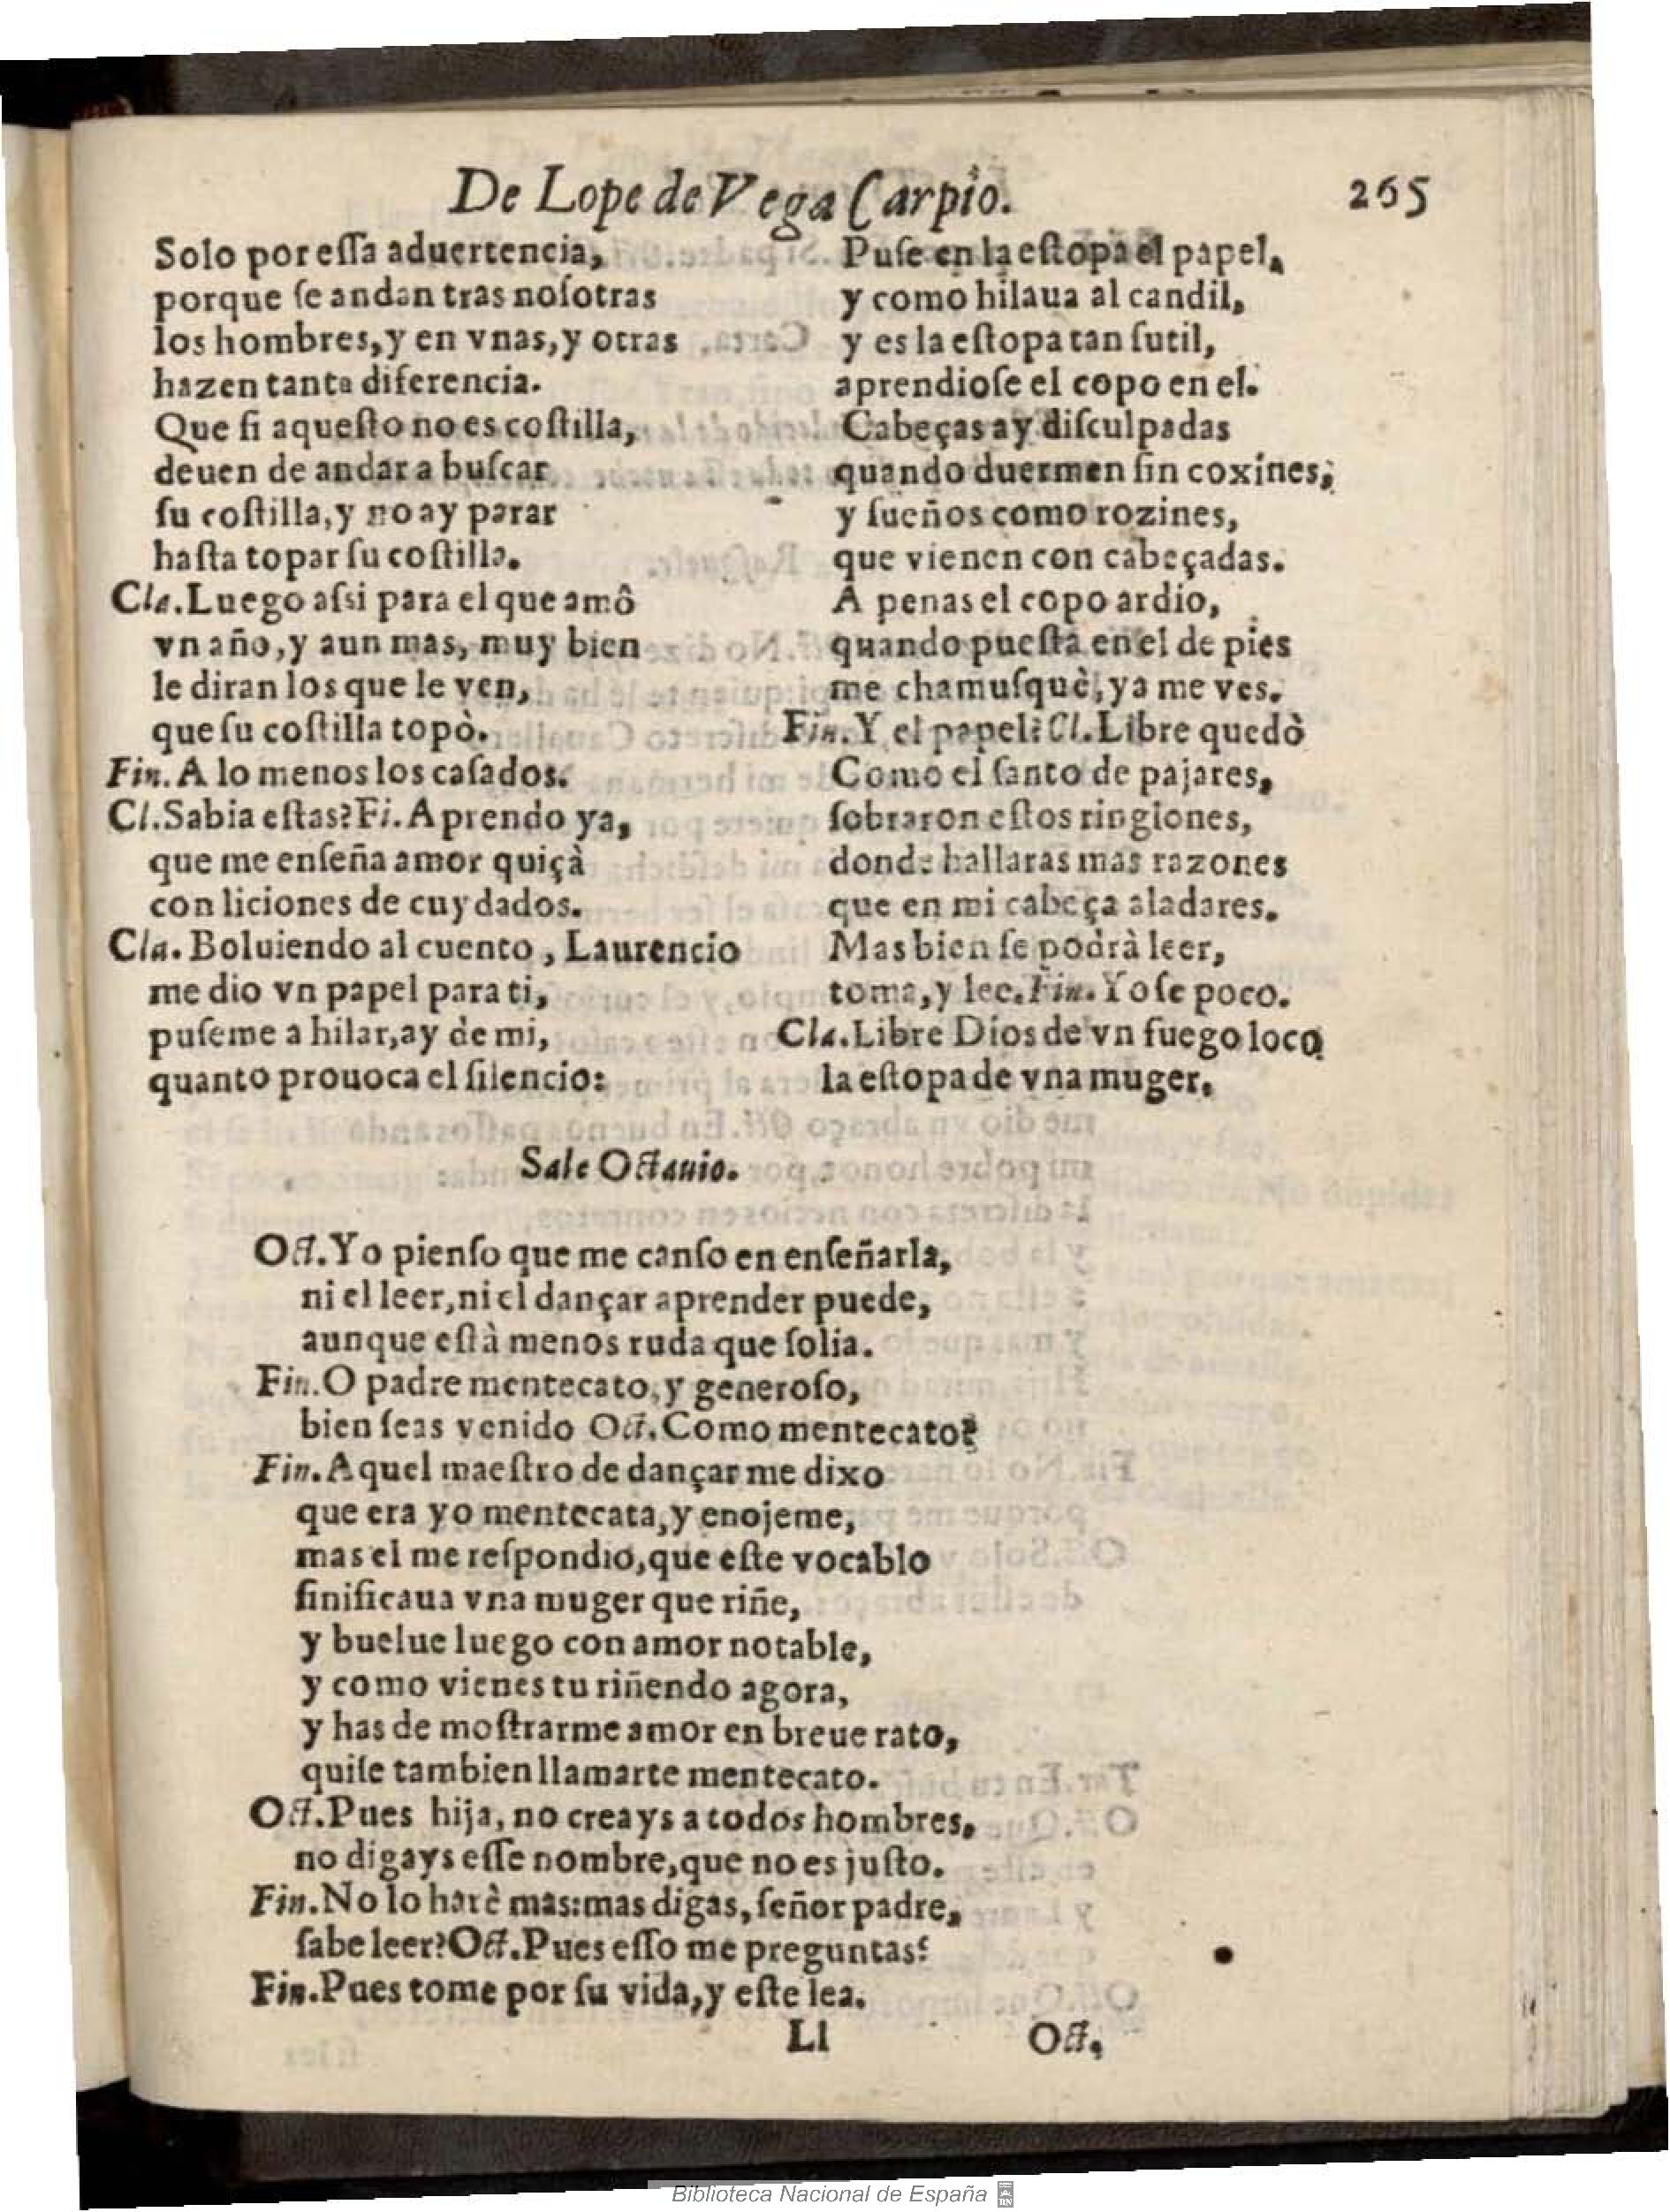 De Lope de Vega Carpio.
265
Solo por eſſa aduertencia,
porque ſe andan tras noſotras
los hombres, y en vnas, y otras
hazen tanta diferencia.
Que ſi aqueſto no es coſtilla,
deuen de andar a buſcar
ſu coſtilla, y no ay parar
haſta topar ſu coſtilla.
Cla. Luego aſsi para el que amô
vn año, y aun mas, muy bien
le diran los que le ven,
que ſu coſtilla topò.
Fin. A lo menos los caſados.
Cl. Sabia eſtas? Fi. Aprendo ya,
que me enſeña amor quiçà
con liciones de cuydados.
Cla. Boluiendo al cuento, Laurencio
me dio vn papel para ti,
puſeme a hilar, ay de mi,
quanto prouoca el ſilencio:
Puſe en la eſtopa el papel,
y como hilaua al candil,
y es la eſtopa tan ſutil,
aprendioſe el copo en el.
Cabeças ay diſculpadas
quando duermen ſin coxines,
y ſueños como rozines,
que vienen con cabeçadas.
A penas el copo ardio,
quando pueſta en el de pies
me chamuſquè, ya me ves.
Fin. Y el papel? Cl. Libre quedò
Como el ſanto de pajares,
ſobraron eſtos ringlones,
donde hallaras mas razones
que en mi cabeça aladares.
Mas bien ſe podrà leer,
toma, y lee. Fin. Yo ſe poco.
Cla. Libre Dios de vn fuego loco
la eſtopa de vna muger.
Sale Octauio.
Oct. Yo pienſo que me canſo en enſeñarla,
ni el leer, ni el dançar aprender puede,
aunque eſtà menos ruda que ſolia.
Fin. O padre mentecato, y generoſo,
bien ſeas venido Oct. Como mentecato?
Fin. Aquel maeſtro de dançar me dixo
que era yo mentecata, y enojeme,
mas el me reſpondio, que eſte vocablo
ſinificaua vna muger que riñe,
y buelue luego con amor notable,
y como vienes tu riñendo agora,
y has de moſtrarme amor en breue rato,
quiſe tambien llamarte mentecato.
Oct. Pues hija, no creays a todos hombres,
no digays eſſe nombre, que no es juſto.
Fin. No lo harè mas: mas digas, ſeñor padre,
ſabe leer? Oct. Pues eſſo me preguntas?
Fin. Pues tome por ſu vida, y eſte lea.
Ll
Oct,
Biblioteca Nacional de España